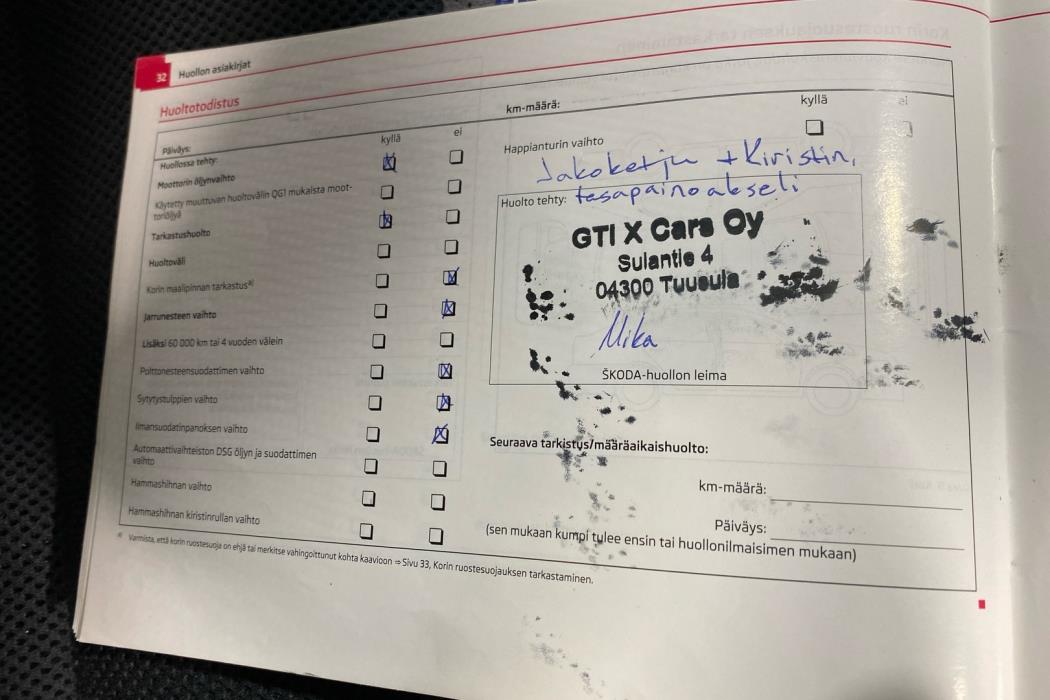 32 Huollon asiakirjat
Huoltotodistus
Päiväys:
km-määrä:
Huollossa tehty:
kyllä ei
Moottorin öljynvaihto
Käytetty muuttuvan huoltovälin QG1 mukaista moot-
toriöljyä
Tarkastushuolto
Huoltoväli
Korin maalipinnan tarkastus
Jarrunesteen vaihto
Lisäksi 60 000 km tai 4 vuoden välein
Polttonesteensuodattimen vaihto
Sytytystulppien vaihto
Ilmansuodatinpanoksen vaihto
Automaattivaihteiston DSG öljyn ja suodattimen
vaihto
Hammashihnan vaihto
Hammashihnan kiristinrullan vaihto
kyllä ei
Happianturin vaihto
Jakoketju + Kiristin,
tasapainoakseli
Huolto tehty:
GTI X Cars Oy
Sulantie 4
04300 Tuusula
Mika
ŠKODA-huollon leima
Seuraava tarkistus/määräaikaishuolto:
km-määrä:
Päiväys:
(sen mukaan kumpi tulee ensin tai huollonilmaisimen mukaan)
Varmista, että korin ruostesuoja on ehjä tai merkitse vahingoittunut kohta kaavioon ⇒ Sivu 33, Korin ruostesuojauksen tarkastaminen.